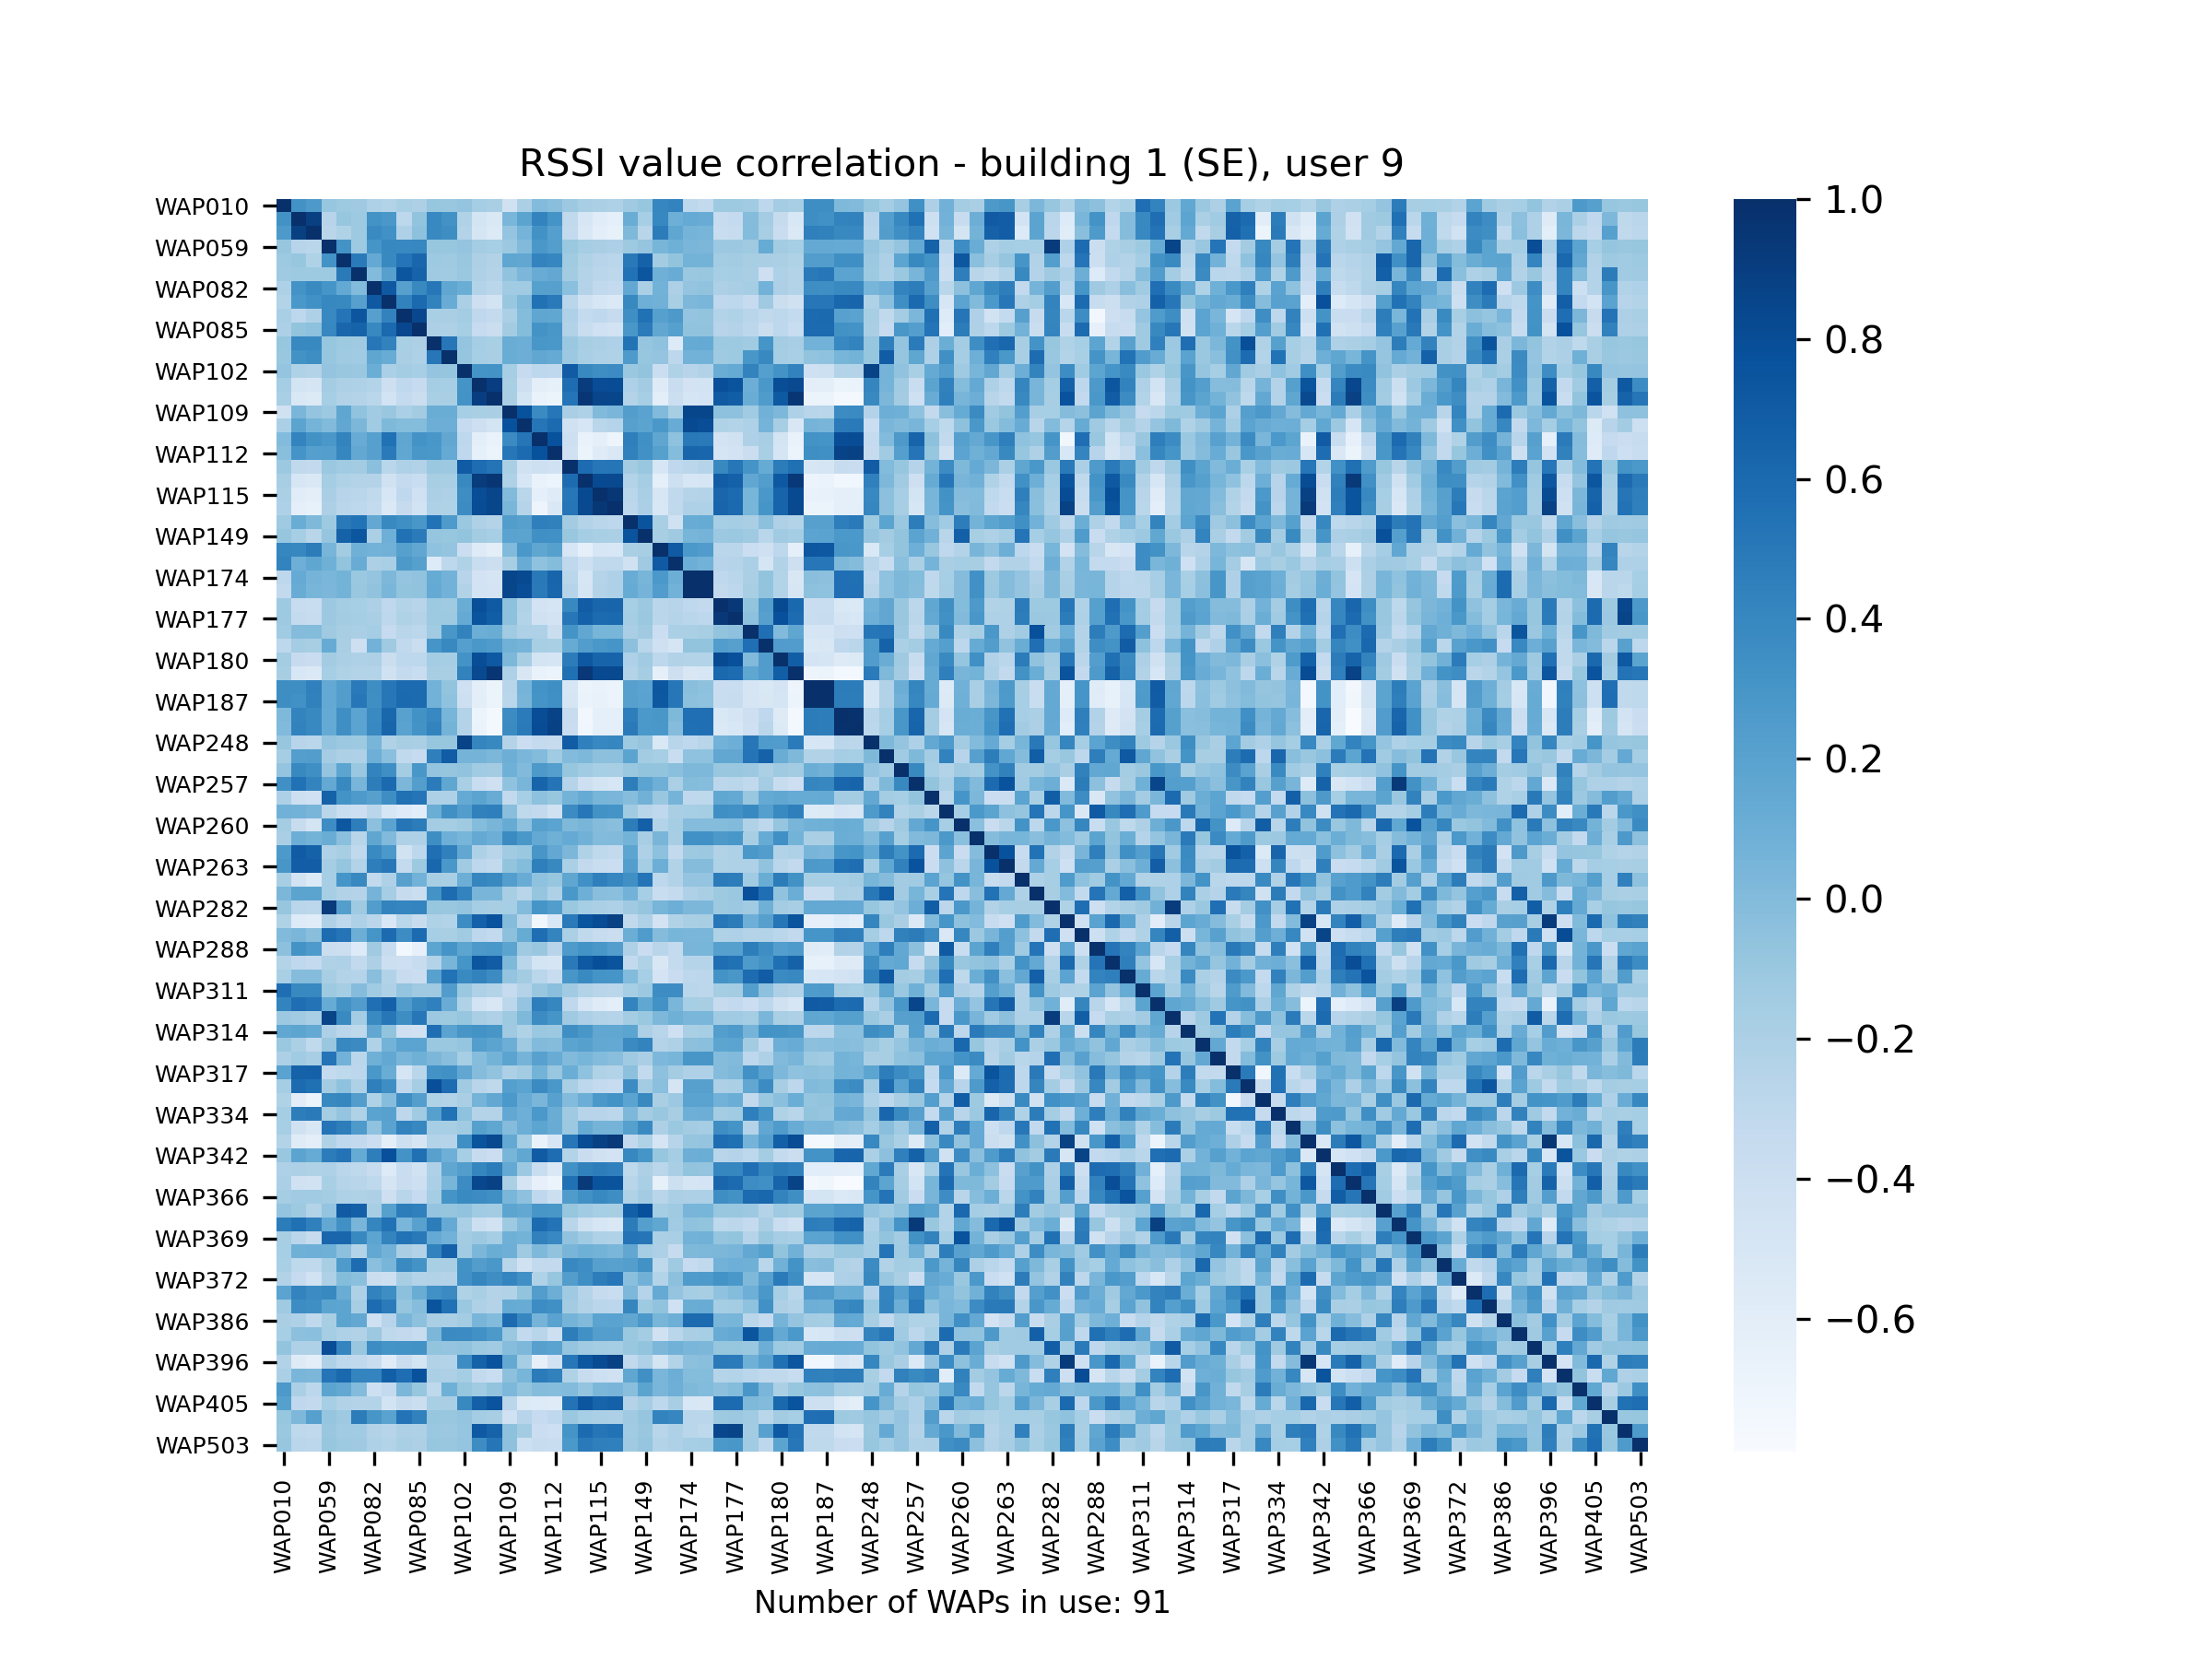 RSSI value correlation - building 1 (SE), user 9
WAP010
WAP059
WAP082
WAP085
WAP102
WAP109
WAP112
WAP115
WAP149
WAP174
WAP177
WAP180
WAP187
WAP248
WAP257
WAP260
WAP263
WAP282
WAP288
WAP311
WAP314
WAP317
WAP334
WAP342
WAP366
WAP369
WAP372
WAP386
WAP396
WAP405
WAP503
WAP010
WAP059
WAP082
WAP085
WAP102
WAP109
WAP112
WAP115
WAP149
WAP174
WAP177
WAP180
WAP187
WAP248
WAP257
WAP260
WAP263
WAP282
WAP288
WAP311
WAP314
WAP317
WAP334
WAP342
WAP366
WAP369
WAP372
WAP386
WAP396
WAP405
WAP503
Number of WAPs in use: 91
1.0
0.8
0.6
0.4
0.2
0.0
−0.2
−0.4
−0.6